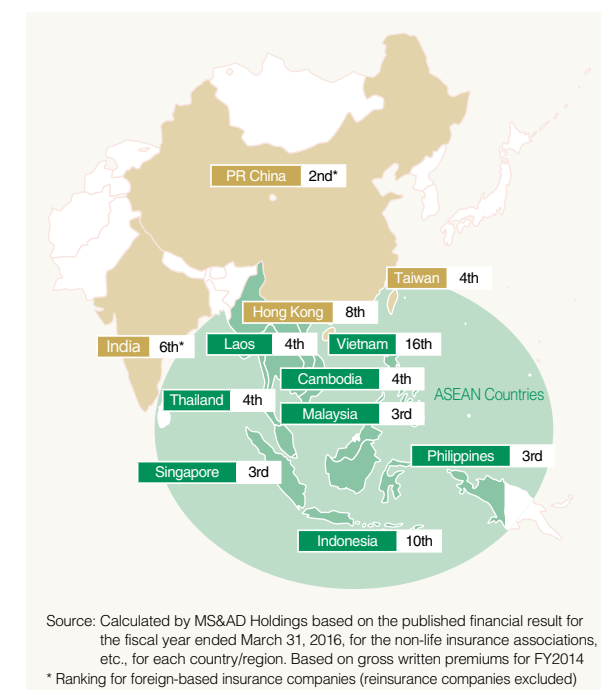 PR China 2nd*
Taiwan 4th
Hong Kong 8th
India 6th*
Laos 4th
Vietnam 16th
Cambodia 4th
Thailand 4th
ASEAN Countries
Malaysia 3rd
Philippines 3rd
Singapore 3rd
Indonesia 10th
Source: Calculated by MS&AD Holdings based on the published financial result for
the fiscal year ended March 31, 2016, for the non-life insurance associations,
etc., for each country/region. Based on gross written premiums for FY2014
* Ranking for foreign-based insurance companies (reinsurance companies excluded)